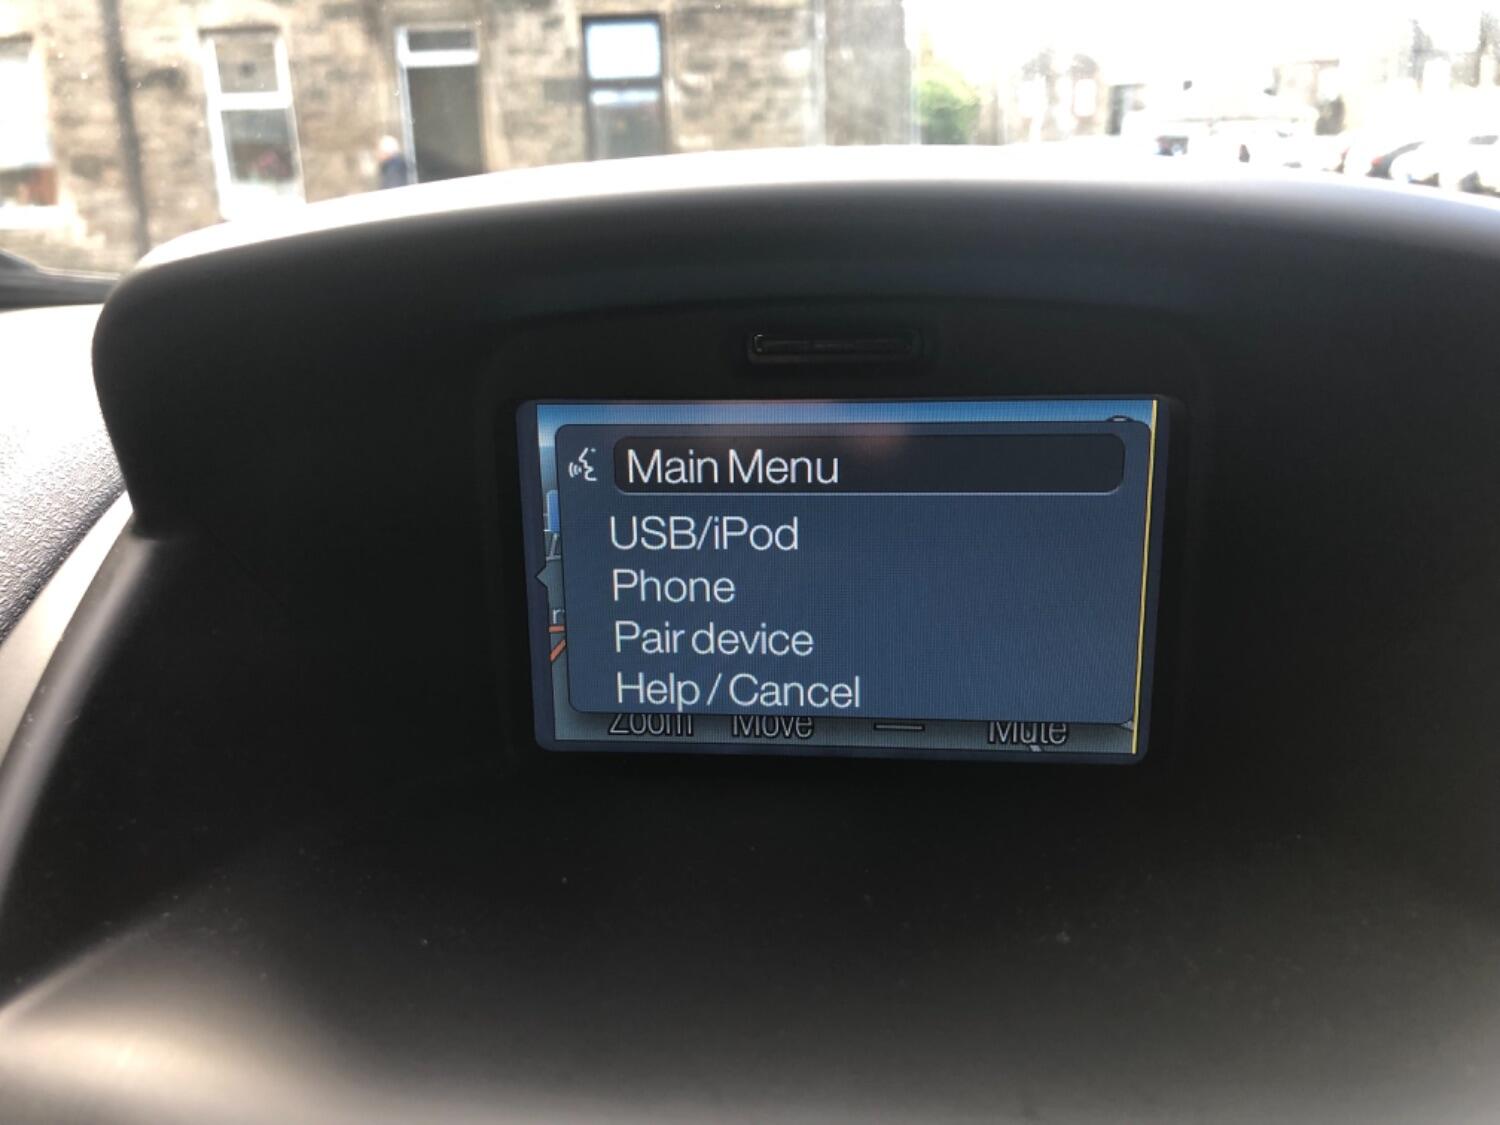 Main Menu
USB/iPod
Phone
Pair device
Help / Cancel
Zoom Move Mute